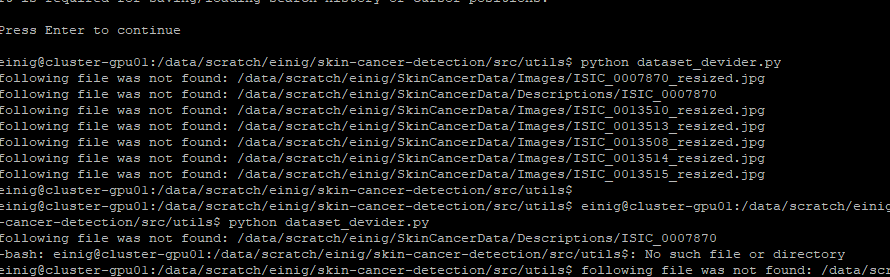 it is required for saving/loading search history or cursor positions.
Press Enter to continue
einig@cluster-gpu01:/data/scratch/einig/skin-cancer-detection/src/utils$ python dataset_devider.py
following file was not found: /data/scratch/einig/SkinCancerData/Images/ISIC_0007870_resized.jpg
following file was not found: /data/scratch/einig/SkinCancerData/Descriptions/ISIC_0007870
following file was not found: /data/scratch/einig/SkinCancerData/Images/ISIC_0013510_resized.jpg
following file was not found: /data/scratch/einig/SkinCancerData/Images/ISIC_0013513_resized.jpg
following file was not found: /data/scratch/einig/SkinCancerData/Images/ISIC_0013508_resized.jpg
following file was not found: /data/scratch/einig/SkinCancerData/Images/ISIC_0013514_resized.jpg
following file was not found: /data/scratch/einig/SkinCancerData/Images/ISIC_0013515_resized.jpg
einig@cluster-gpu01:/data/scratch/einig/skin-cancer-detection/src/utils$
einig@cluster-gpu01:/data/scratch/einig/skin-cancer-detection/src/utils$ einig@cluster-gpu01:/data/scratch/einig
-cancer-detection/src/utils$ python dataset_devider.py
following file was not found: /data/scratch/einig/SkinCancerData/Descriptions/ISIC_0007870
-bash: einig@cluster-gpu01:/data/scratch/einig/skin-cancer-detection/src/utils$: No such file or directory
einig@cluster-gpu01:/data/scratch/einig/skin-cancer-detection/src/utils$ following file was not found: /data/scr